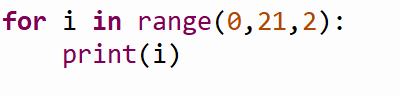 for i in range(0,21,2):
    print(i)